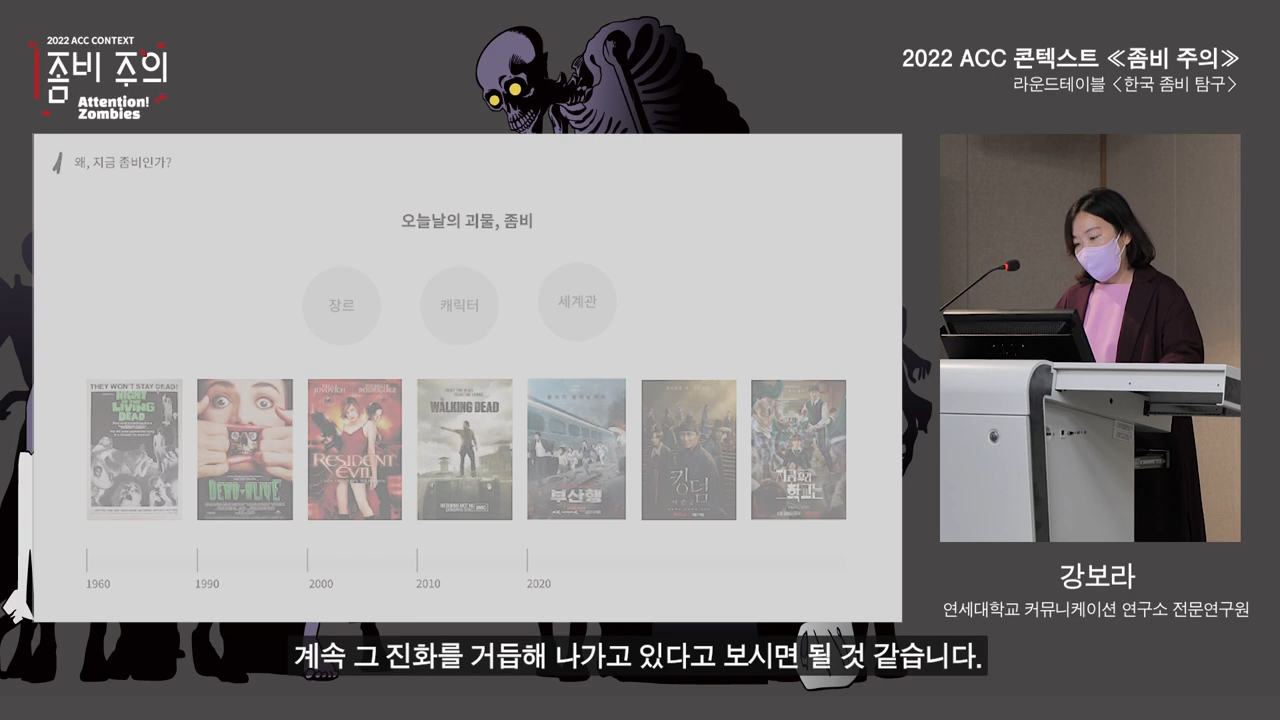 2022 ACC CONTEXT
좀비 주의
Attention!
Zombies
2022 ACC 콘텍스트 ≪좀비 주의≫
라운드테이블 〈한국 좀비 탐구〉
1 왜, 지금 좀비인가?
오늘날의 괴물, 좀비
장르
캐릭터
세계관
THEY WON'T STAY DEAD!
NIGHT
OF THE
LIVING
DEAD
DEAD-ALIVE
JOVOVICH
RODRIGUEZ
RESIDENT
EVIL
THE
WALKING DEAD
부산행
킹덤
지금 우리
학교는
1960
1990
2000
2010
2020
강보라
연세대학교 커뮤니케이션 연구소 전문연구원
계속 그 진화를 거듭해 나가고 있다고 보시면 될 것 같습니다.